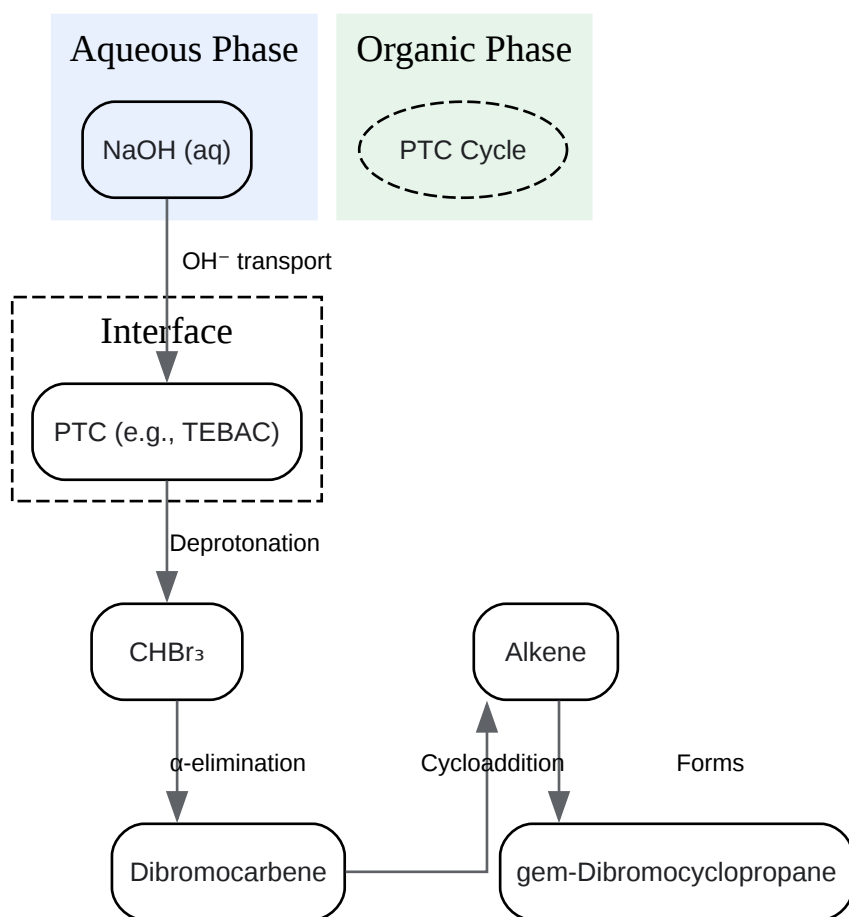 Aqueous Phase
Organic Phase
NaOH (aq)
PTC Cycle
OH⁻ transport
Interface
PTC (e.g., TEBAC)
Deprotonation
CHBr₃
Alkene
α-elimination
Cycloaddition
Forms
Dibromocarbene
gem-Dibromocyclopropane